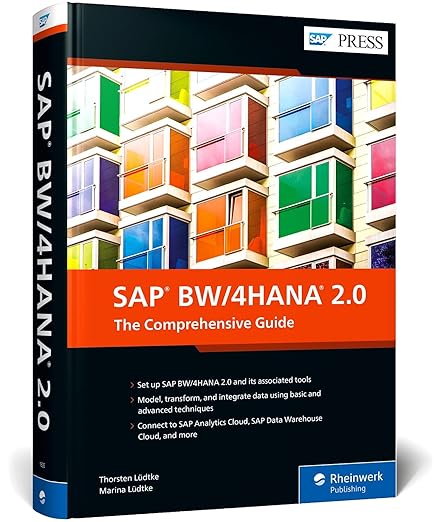 SAP PRESS
SAP® BW/4HANA® 2.0
SAP® BW/4HANA® 2.0
The Comprehensive Guide
› Set up SAP BW/4HANA 2.0 and its associated tools
› Model, transform, and integrate data using basic and
advanced techniques
› Connect to SAP Analytics Cloud, SAP Data Warehouse
Cloud, and more
Thorsten Lüdtke
Marina Lüdtke
Rheinwerk
Publishing